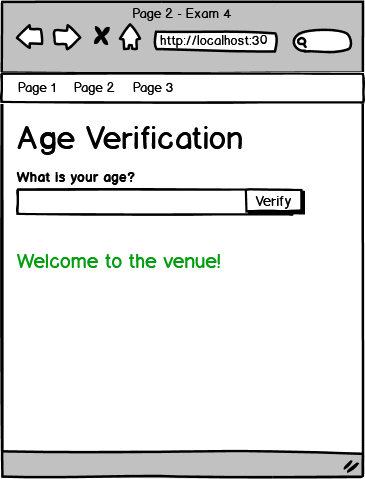 Page 2 - Exam 4
http://localhost:30
Page 1 Page 2 Page 3
Age Verification
What is your age?
Verify
Welcome to the venue!